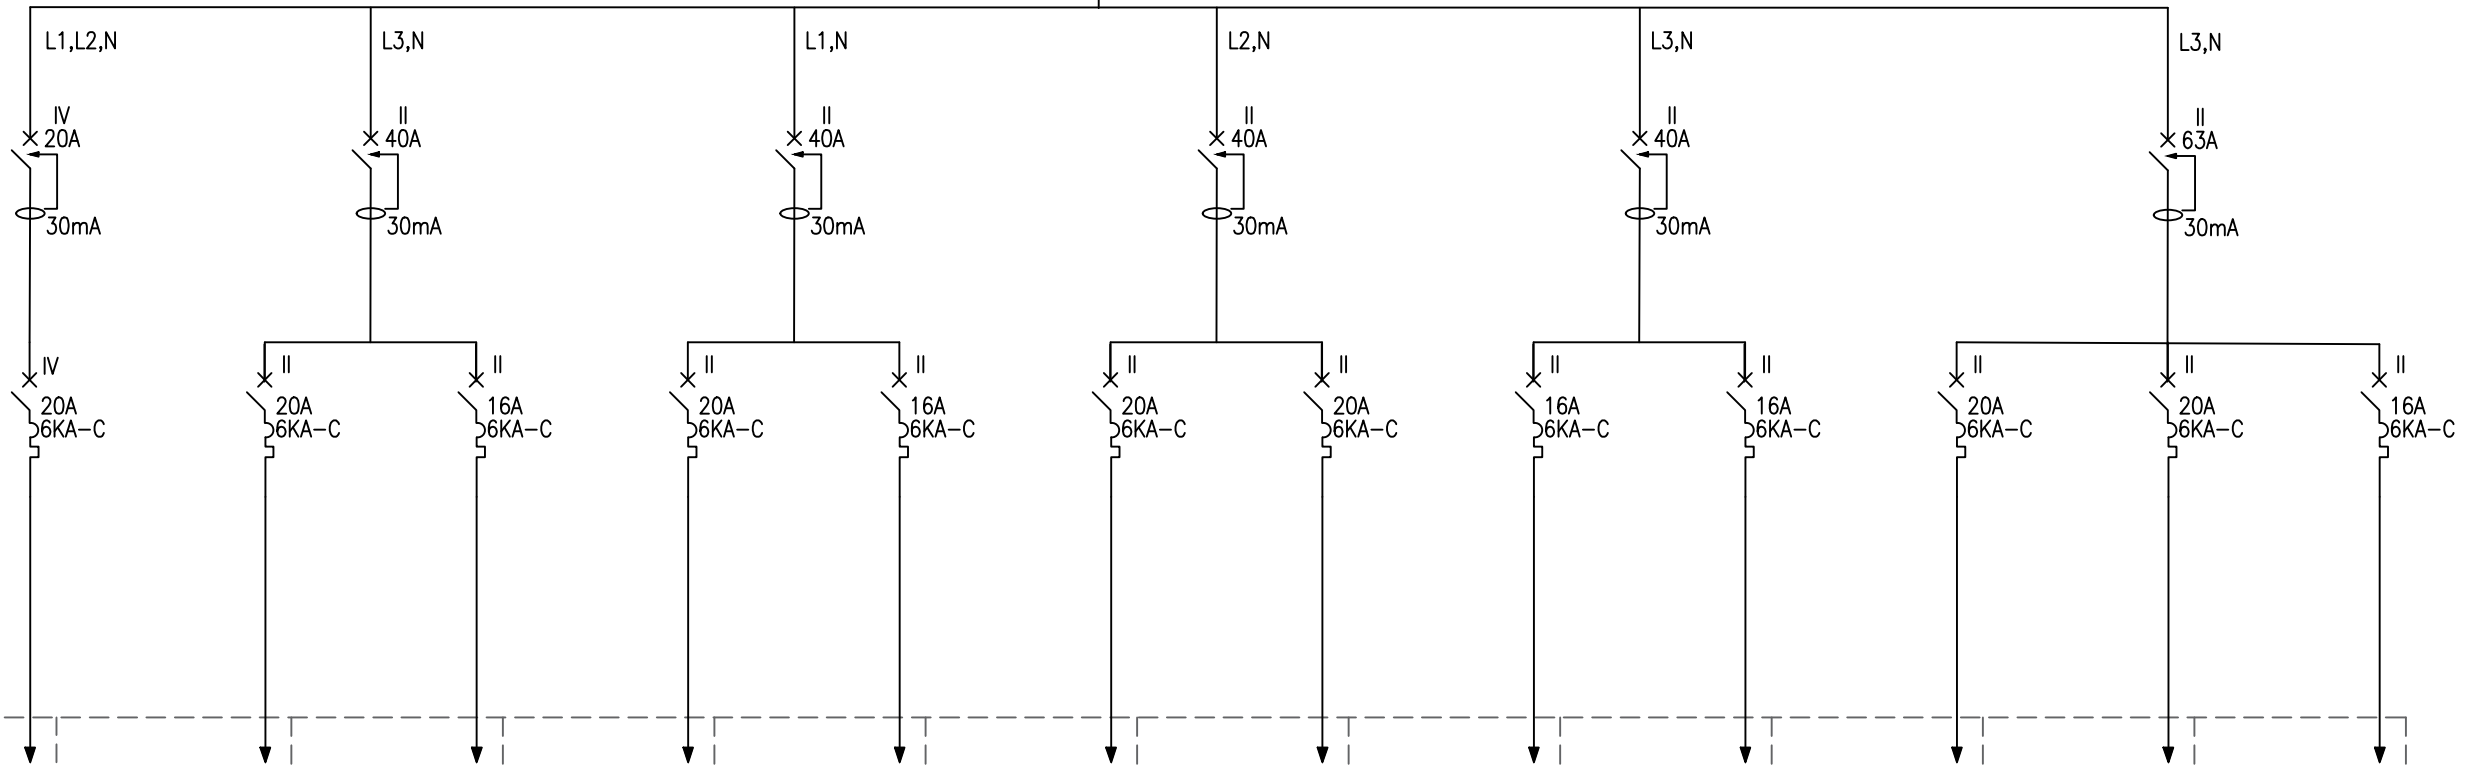 L1,L2,N
L3,N
L1,N
L2,N
L3,N
L3,N
IV
20A
II
40A
II
40A
II
40A
II
40A
II
63A
30mA
30mA
30mA
30mA
30mA
30mA
IV
20A
6KA-C
II
20A
6KA-C
II
16A
6KA-C
II
20A
6KA-C
II
16A
6KA-C
II
20A
6KA-C
II
20A
6KA-C
II
16A
6KA-C
II
16A
6KA-C
II
20A
6KA-C
II
20A
6KA-C
II
16A
6KA-C